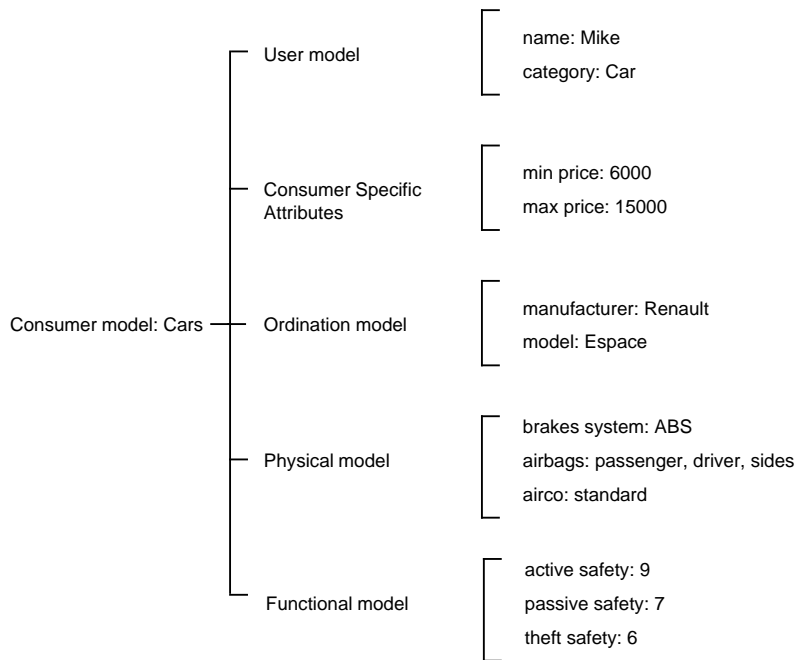 User model
name: Mike
category: Car
Consumer Specific
Attributes
min price: 6000
max price: 15000
Consumer model: Cars
Ordination model
manufacturer: Renault
model: Espace
Physical model
brakes system: ABS
airbags: passenger, driver, sides
airco: standard
Functional model
active safety: 9
passive safety: 7
theft safety: 6